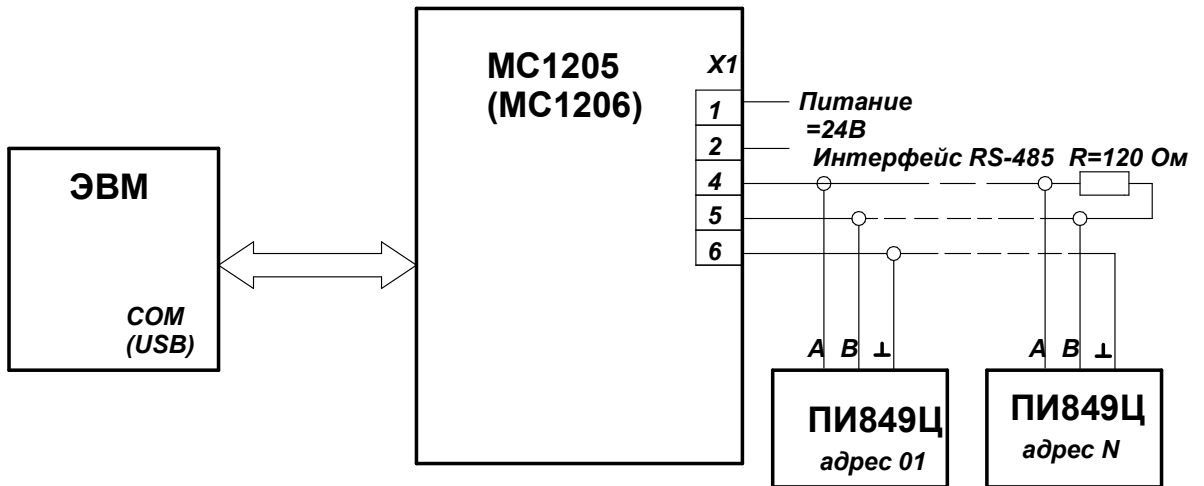 МС1205
(МС1206)
X1
1
2
4
5
6
Питание
=24В
Интерфейс RS-485 R=120 Ом
ЭВМ
COM
(USB)
A B ⊥
A B ⊥
ПИ849Ц
адрес 01
ПИ849Ц
адрес N